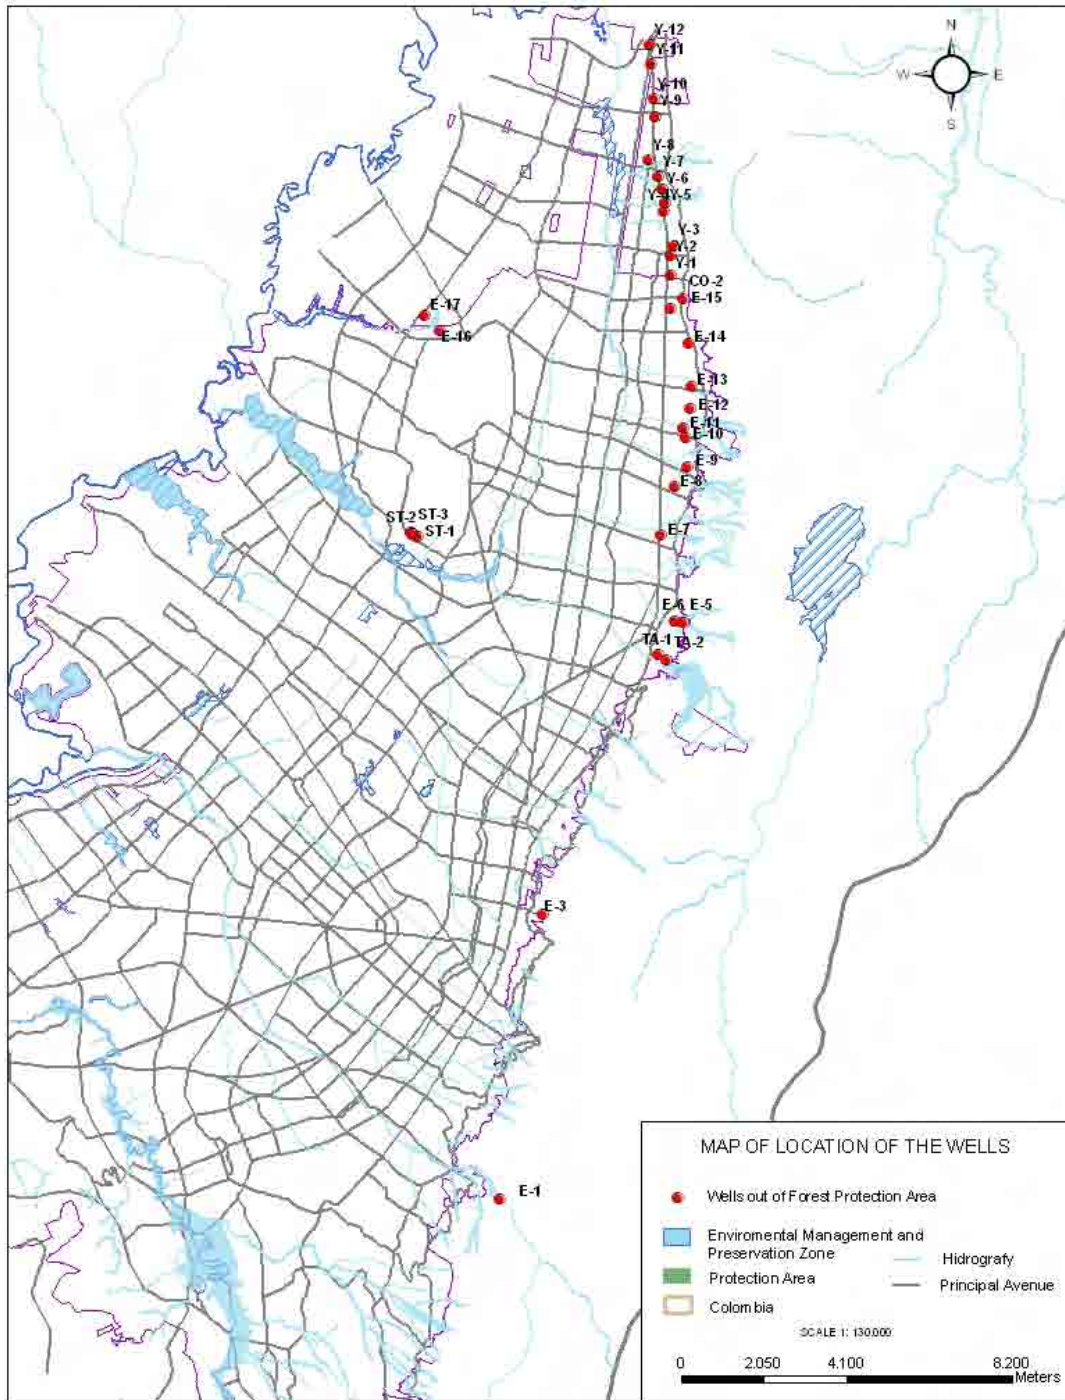 Y-12
Y-11
N
W E
S
Y-10
Y-9
Y-8
Y-7
Y-6
Y-4Y-5
Y-3
Y-2
Y-1
CO-2
E-15
E-17
E-16
E-14
E-13
E-12
E-11
E-10
E-9
E-8
ST-2 ST-3
ST-1
E-7
E-6 E-5
TA-1 TA-2
E-3
E-1
MAP OF LOCATION OF THE WELLS
Wells out of Forest Protection Area
Enviromental Management and
Preservation Zone
Hidrografy
Protection Area
Principal Avenue
Colombia
SCALE 1: 130.000
0 2.050 4.100 8.200
Meters